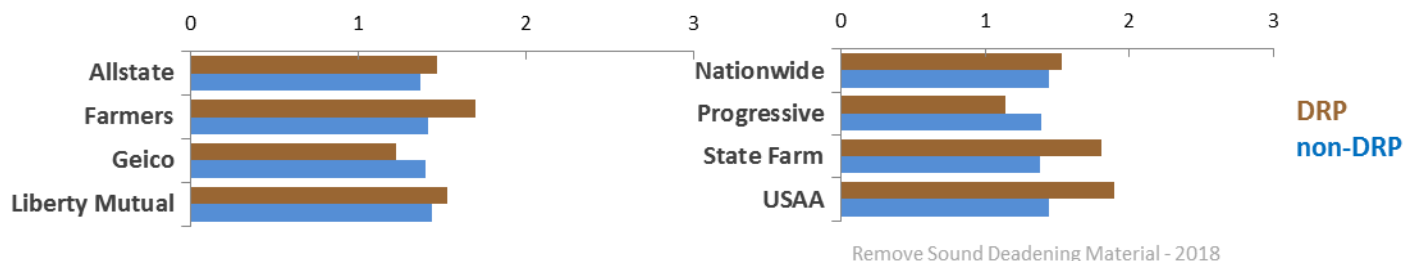 0 1 2 3
Allstate
Farmers
Geico
Liberty Mutual
0 1 2 3
Nationwide
Progressive
State Farm
USAA
DRP
non-DRP
Remove Sound Deadening Material - 2018